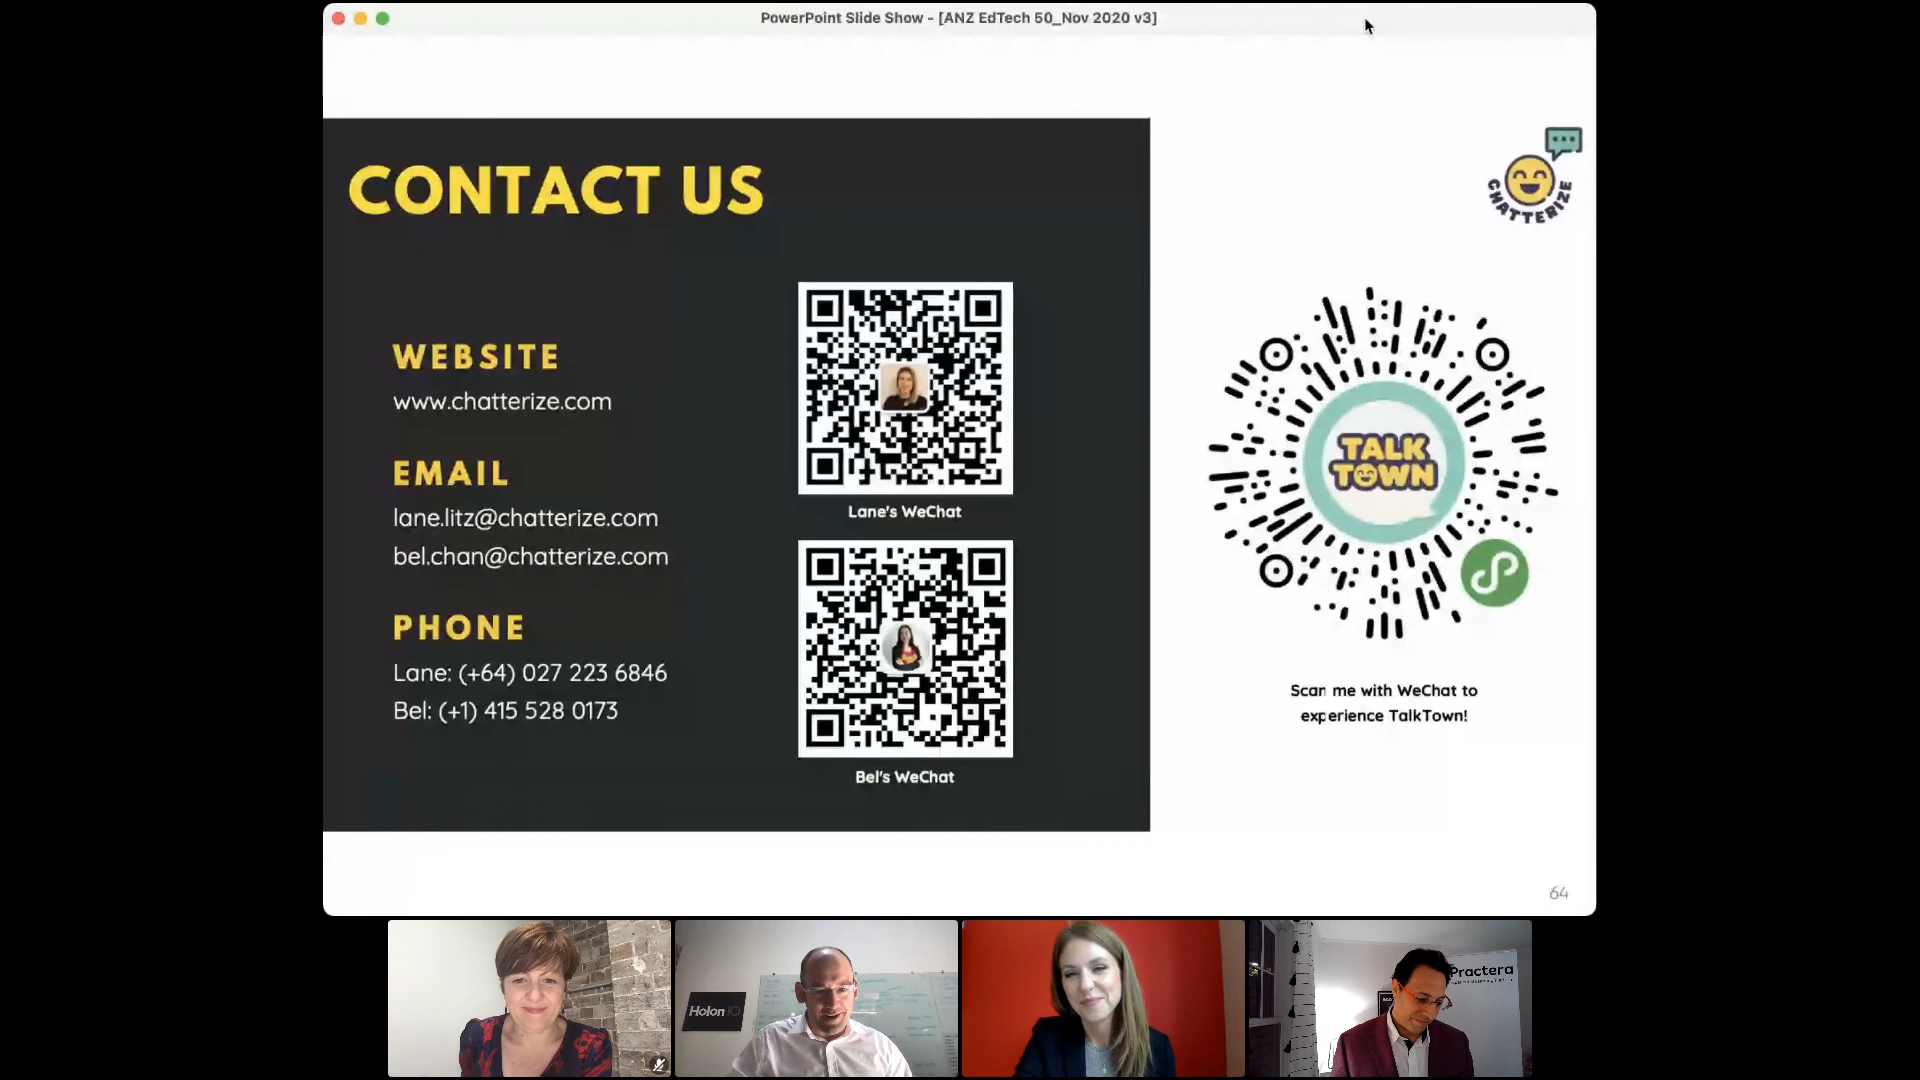 PowerPoint Slide Show - [ANZ EdTech 50_Nov 2020 v3]
CONTACT US
WEBSITE
www.chatterize.com
EMAIL
lane.litz@chatterize.com
bel.chan@chatterize.com
PHONE
Lane: (+64) 027 223 6846
Bel: (+1) 415 528 0173
Lane's WeChat
Bel's WeChat
CHATTERIZE
TALK
TOWN
Scan me with WeChat to
experience TalkTown!
64
HolonIQ
Practera